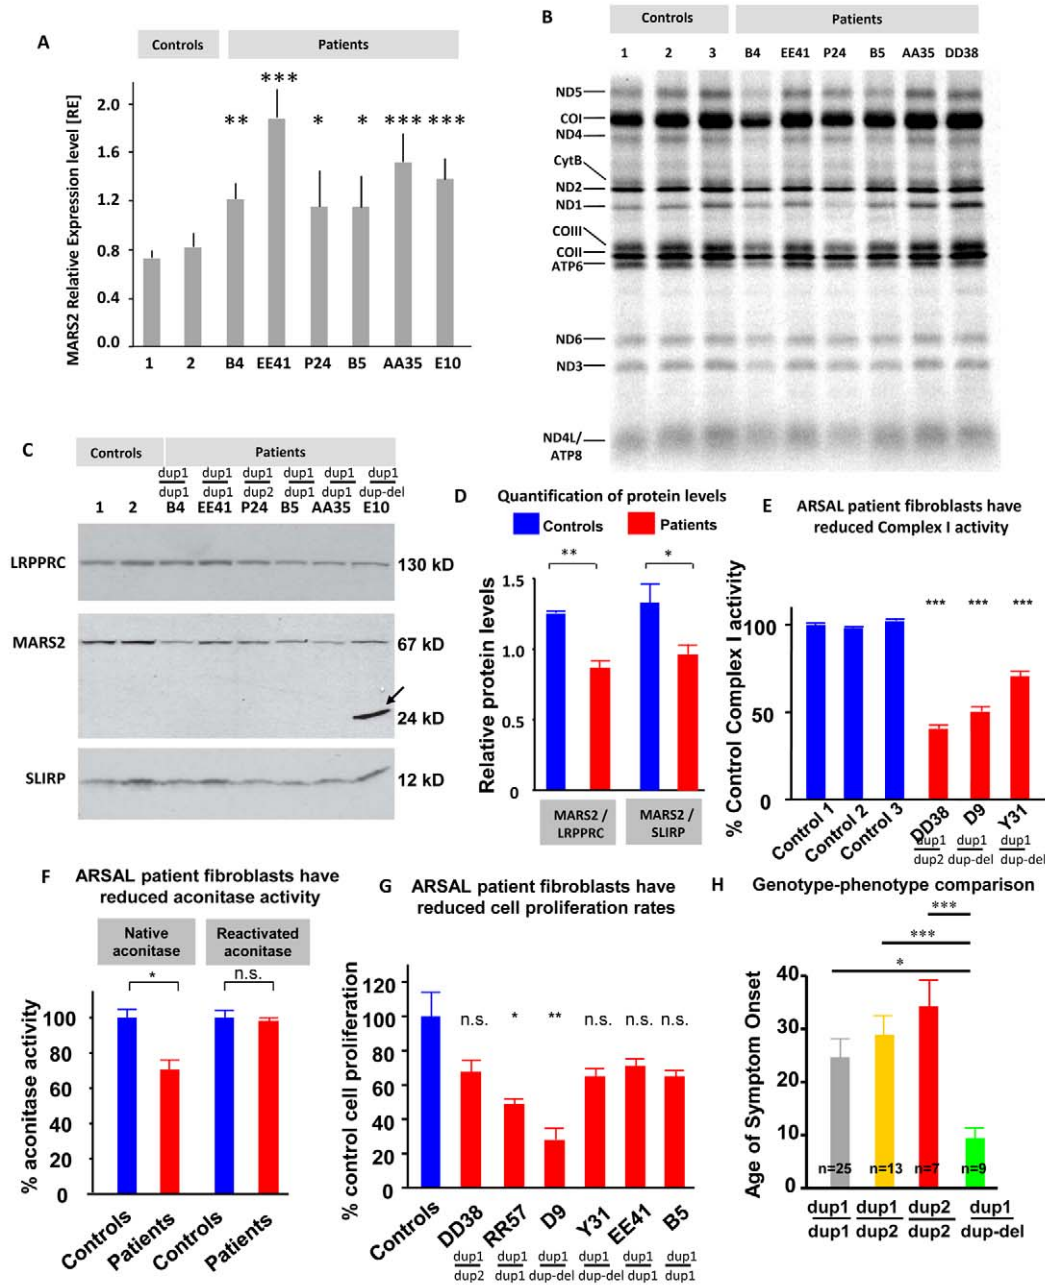 A
Controls
Patients
MARS2 Relative Expression level [RE]
2.0
1.6
1.2
0.8
0.4
0.0
** *** * * *** ***
1 2 B4 EE41 P24 B5 AA35 E10
B
Controls
Patients
1 2 3 B4 EE41 P24 B5 AA35 DD38
ND5
COI
ND4
CytB
ND2
ND1
COIII
COII
ATP6
ND6
ND3
ND4L/
ATP8
C
Controls
Patients
dup1 dup1 dup1 dup1 dup1 dup1
dup1 dup1 dup2 dup1 dup1 dup-del
1 2 B4 EE41 P24 B5 AA35 E10
LRPPRC 130 kD
MARS2 67 kD
24 kD
SLIRP 12 kD
D
Quantification of protein levels
Controls Patients
Relative protein levels
1.5
1.0
0.5
0
** *
MARS2 / MARS2 /
LRPPRC SLIRP
E
ARSAL patient fibroblasts have
reduced Complex I activity
% Control Complex I activity
100
50
0
*** *** ***
Control 1 Control 2 Control 3 DD38 D9 Y31
dup1 dup1 dup1
dup2 dup-del dup-del
F
ARSAL patient fibroblasts have
reduced aconitase activity
Native Reactivated
aconitase aconitase
* n.s.
% aconitase activity
100
80
60
40
20
0
Controls Patients Controls Patients
G
ARSAL patient fibroblasts have
reduced cell proliferation rates
% control cell proliferation
120
100
80
60
40
20
0
n.s. * ** n.s. n.s. n.s.
Controls DD38 RR57 D9 Y31 EE41 B5
dup1 dup1 dup1 dup1 dup1 dup1
dup2 dup1 dup-del dup-del dup1 dup1
H
Genotype-phenotype comparison
***
***
*
Age of Symptom Onset
40
30
20
10
0
n=25 n=13 n=7 n=9
dup1 dup1 dup2 dup1
dup1 dup2 dup2 dup-del